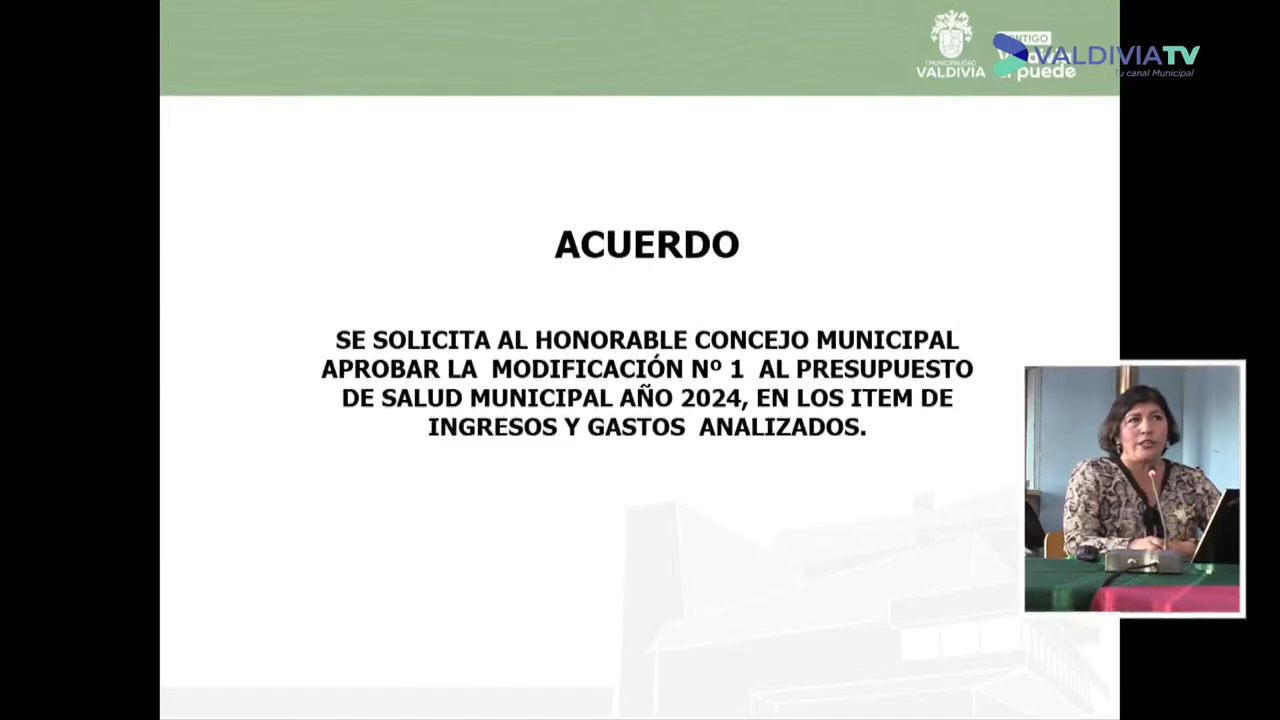 I. MUNICIPALIDAD
VALDIVIA
VALDIVIATV
Tu canal Municipal
puede
ACUERDO
SE SOLICITA AL HONORABLE CONCEJO MUNICIPAL
APROBAR LA MODIFICACIÓN Nº 1 AL PRESUPUESTO
DE SALUD MUNICIPAL AÑO 2024, EN LOS ITEM DE
INGRESOS Y GASTOS ANALIZADOS.